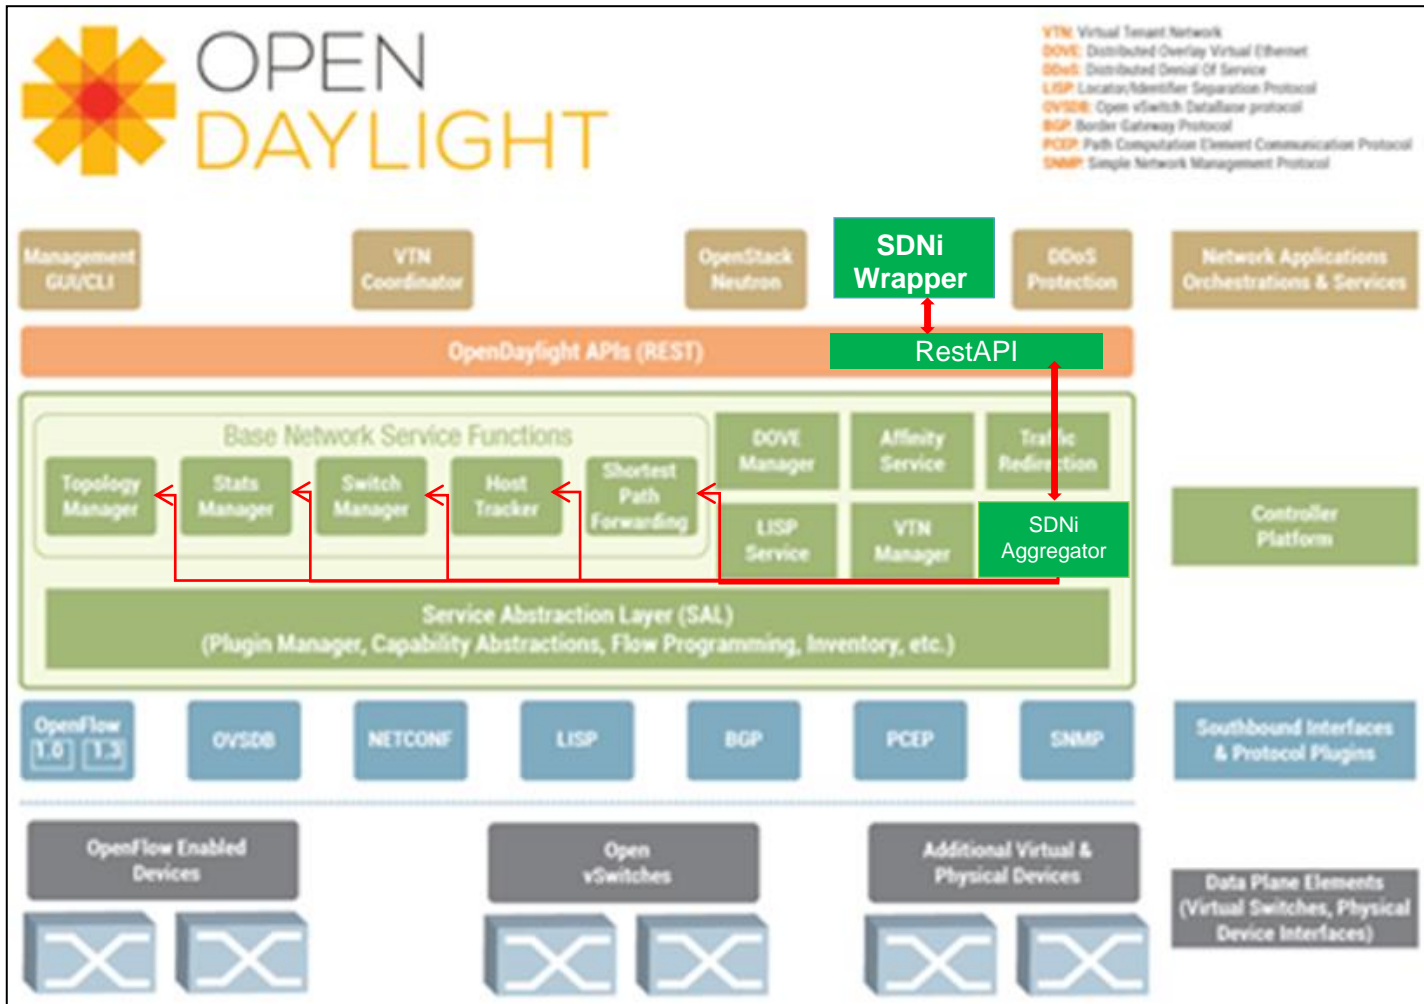 OPEN
DAYLIGHT
VTN: Virtual Tenant Network
DOVE: Distributed Overlay Virtual Ethernet
DDoS: Distributed Denial Of Service
LISP: Locator/Identifier Separation Protocol
OVSDB: Open vSwitch DataBase protocol
BGP: Border Gateway Protocol
PCEP: Path Computation Element Communication Protocol
SNMP: Simple Network Management Protocol
Management
GUI/CLI
VTN
Coordinator
OpenStack
Neutron
SDNi
Wrapper
DDoS
Protection
Network Applications
Orchestrations & Services
OpenDaylight APIs (REST)
RestAPI
Base Network Service Functions
Topology
Manager
Stats
Manager
Switch
Manager
Host
Tracker
Shortest
Path
Forwarding
DOVE
Manager
Affinity
Service
Traffic
Redirection
LISP
Service
VTN
Manager
SDNi
Aggregator
Controller
Platform
Service Abstraction Layer (SAL)
(Plugin Manager, Capability Abstractions, Flow Programming, Inventory, etc.)
OpenFlow
1.0 1.3
OVSDB
NETCONF
LISP
BGP
PCEP
SNMP
Southbound Interfaces
& Protocol Plugins
OpenFlow Enabled
Devices
Open
vSwitches
Additional Virtual &
Physical Devices
Data Plane Elements
(Virtual Switches, Physical
Device Interfaces)